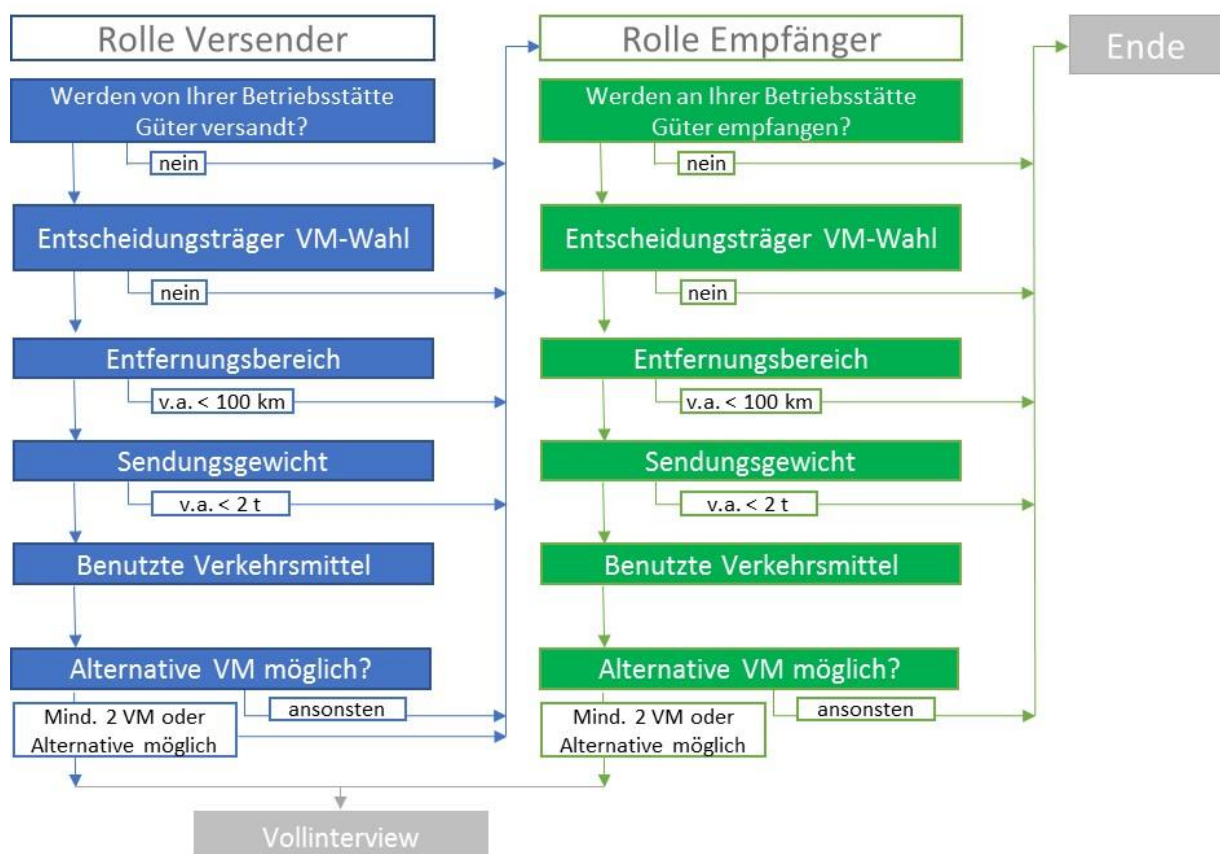 Rolle Versender
Werden von Ihrer Betriebsstätte
Güter versandt?
nein
Entscheidungsträger VM-Wahl
nein
Entfernungsbereich
v.a. < 100 km
Sendungsgewicht
v.a. < 2 t
Benutzte Verkehrsmittel
Alternative VM möglich?
ansonsten
Mind. 2 VM oder
Alternative möglich
Rolle Empfänger
Werden an Ihrer Betriebsstätte
Güter empfangen?
nein
Entscheidungsträger VM-Wahl
nein
Entfernungsbereich
v.a. < 100 km
Sendungsgewicht
v.a. < 2 t
Benutzte Verkehrsmittel
Alternative VM möglich?
ansonsten
Mind. 2 VM oder
Alternative möglich
Ende
Vollinterview